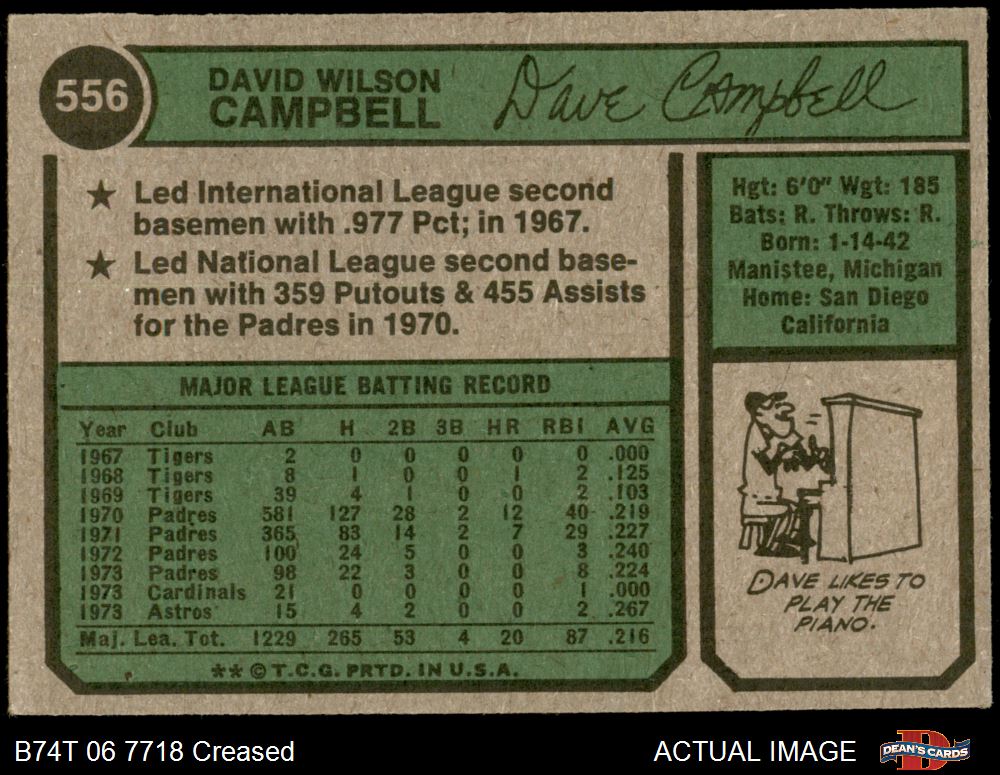 556
DAVID WILSON
CAMPBELL
Dave Campbell
★ Led International League second
basemen with .977 Pct; in 1967.
★ Led National League second base-
men with 359 Putouts & 455 Assists
for the Padres in 1970.
Hgt: 6'0" Wgt: 185
Bats: R. Throws: R.
Born: 1-14-42
Manistee, Michigan
Home: San Diego
California
MAJOR LEAGUE BATTING RECORD
Year Club AB H 2B 3B HR RBI AVG
1967 Tigers 2 0 0 0 0 0 .000
1968 Tigers 8 1 0 0 1 2 .125
1969 Tigers 39 4 1 0 0 2 .103
1970 Padres 581 127 28 2 12 40 .219
1971 Padres 365 83 14 2 7 29 .227
1972 Padres 100 24 5 0 0 3 .240
1973 Padres 98 22 3 0 0 8 .224
1973 Cardinals 21 0 0 0 0 1 .000
1973 Astros 15 4 2 0 0 2 .267
Maj. Lea. Tot. 1229 265 53 4 20 87 .216
** © T.C.G. PRTD. IN U.S.A.
DAVE LIKES TO
PLAY THE
PIANO.
B74T 06 7718 Creased
ACTUAL IMAGE
D
DEAN'S CARDS